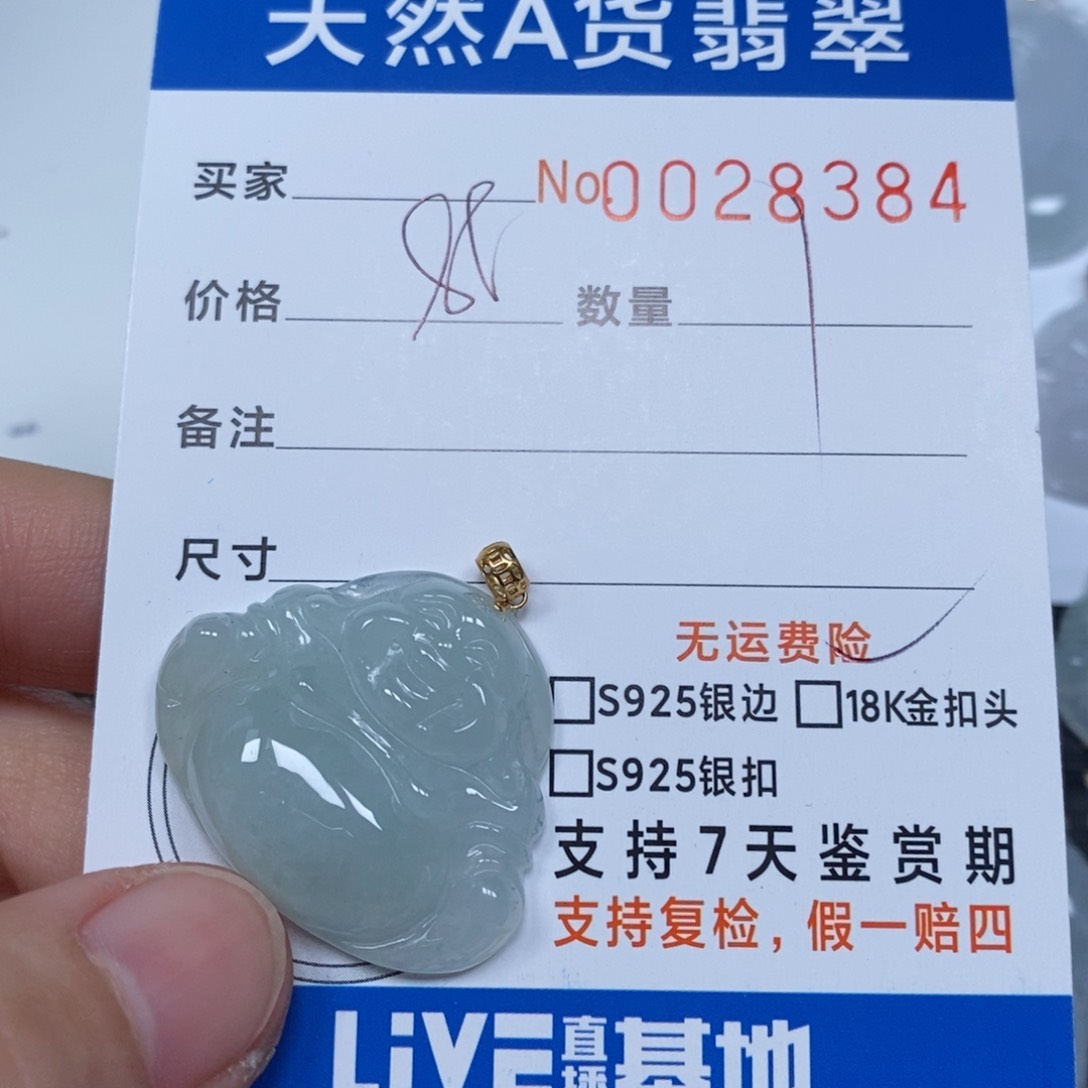 天然A货翡翠
买家 No.0028384
价格 98 数量
备注
尺寸
无运费险
□S925银边 □18K金扣头
□S925银扣
支持7天鉴赏期
支持复检，假一赔四
LiVE直播基地